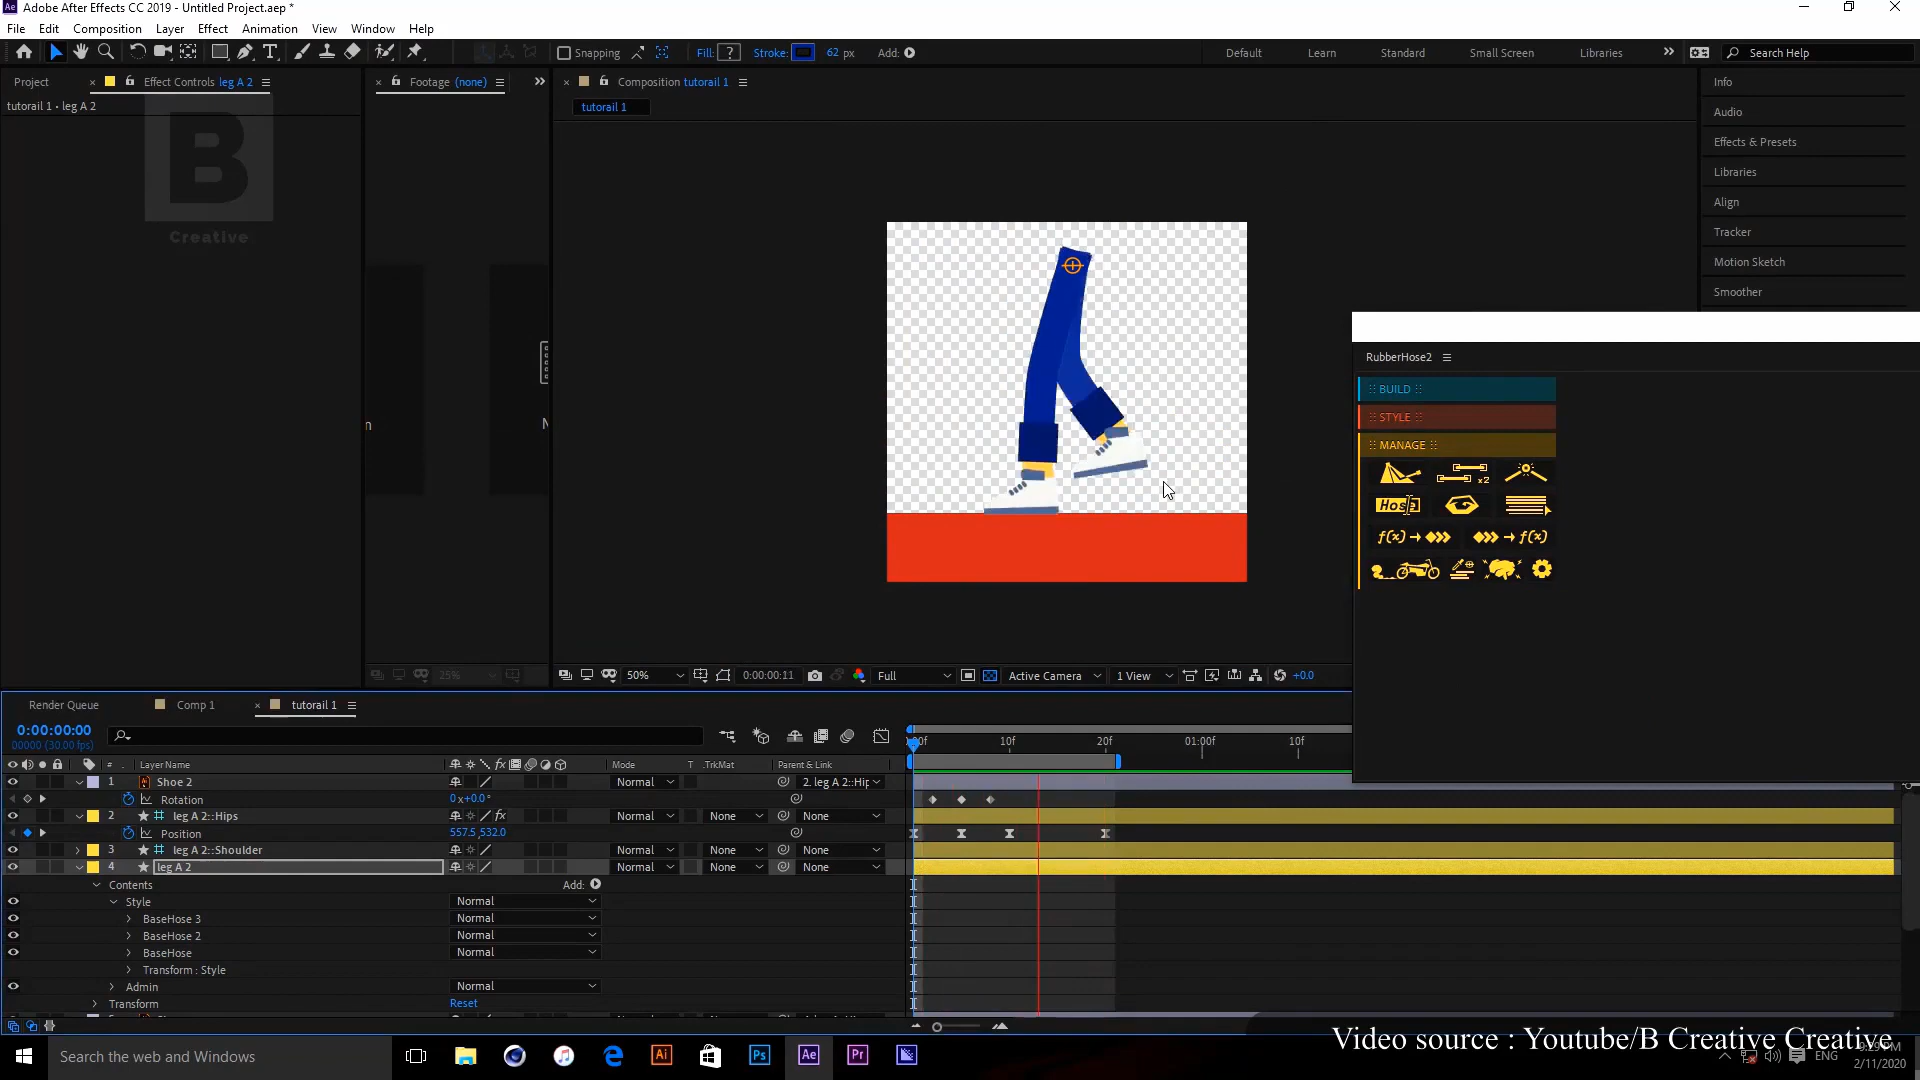 Adobe After Effects CC 2019 - Untitled Project.aep *
File Edit Composition Layer Effect Animation View Window Help
Snapping Fill: ? Stroke: 62 px Add: Default Learn Standard Small Screen Libraries Search Help
Project Effect Controls leg A 2 Footage (none) Composition tutorail 1 Info
tutorail 1 • leg A 2 tutorail 1 Audio
Effects & Presets
Libraries
Align
Tracker
Motion Sketch
Smoother
B
Creative
RubberHose2
:: BUILD ::
:: STYLE ::
:: MANAGE ::
x2
Hose
f(x) → → f(x)
25% 50% 0:00:00:11 Full Active Camera 1 View +0.0
Render Queue Comp 1 tutorail 1
0:00:00:00
00000 (30.00 fps)
:00f 10f 20f 01:00f 10f
# Layer Name Mode T .TrkMat Parent & Link
1 Shoe 2 Normal 2. leg A 2::Hip
Rotation 0x+0.0°
2 leg A 2::Hips Normal None None
Position 557.5,532.0
3 leg A 2::Shoulder Normal None None
4 leg A 2 Normal None None
Contents Add:
Style Normal
BaseHose 3 Normal
BaseHose 2 Normal
BaseHose Normal
Transform : Style
Admin Normal
Transform Reset
Video source : Youtube/B Creative Creative
Search the web and Windows Ai Ps Ae Pr ENG
2/11/2020